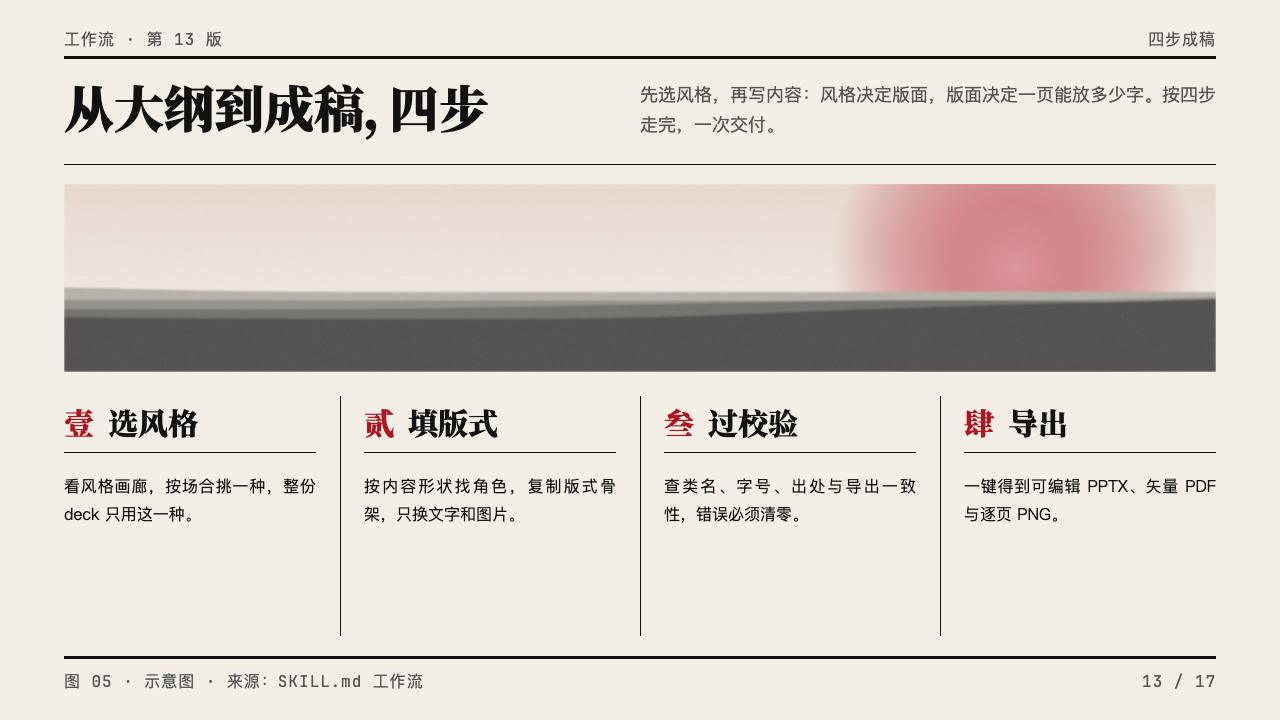 工作流 · 第 13 版
四步成稿
从大纲到成稿，四步
先选风格，再写内容：风格决定版面，版面决定一页能放多少字。按四步
走完，一次交付。
壹 选风格
看风格画廊，按场合挑一种，整份
deck 只用这一种。
贰 填版式
按内容形状找角色，复制版式骨
架，只换文字和图片。
叁 过校验
查类名、字号、出处与导出一致
性，错误必须清零。
肆 导出
一键得到可编辑 PPTX、矢量 PDF
与逐页 PNG。
图 05 · 示意图 · 来源：SKILL.md 工作流
13 / 17